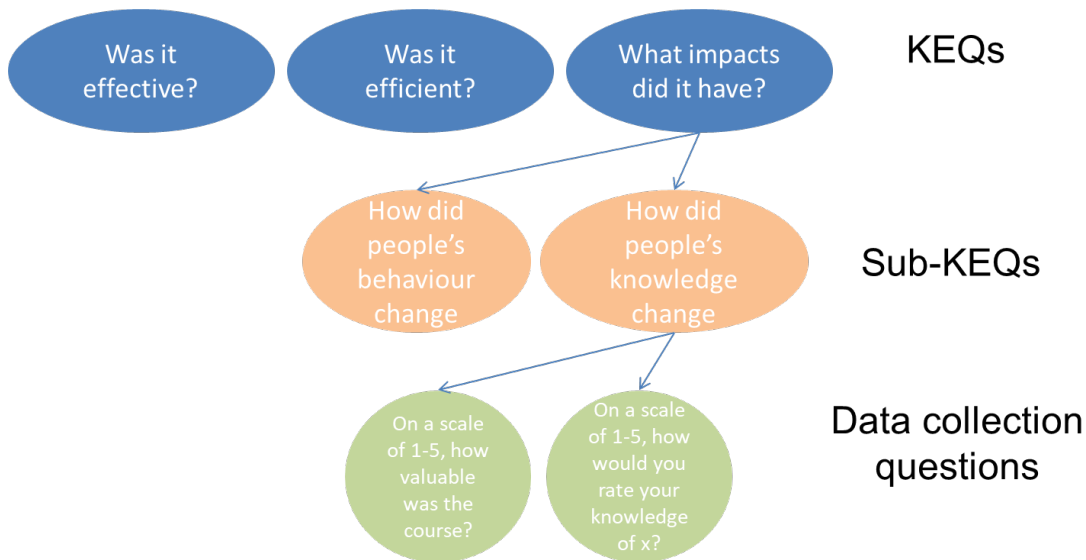 Was it
effective?
Was it
efficient?
What impacts
did it have?
KEQs
How did
people’s
behaviour
change
How did
people’s
knowledge
change
Sub-KEQs
On a scale
of 1-5, how
valuable
was the
course?
On a scale
of 1-5, how
would you
rate your
knowledge
of x?
Data collection
questions